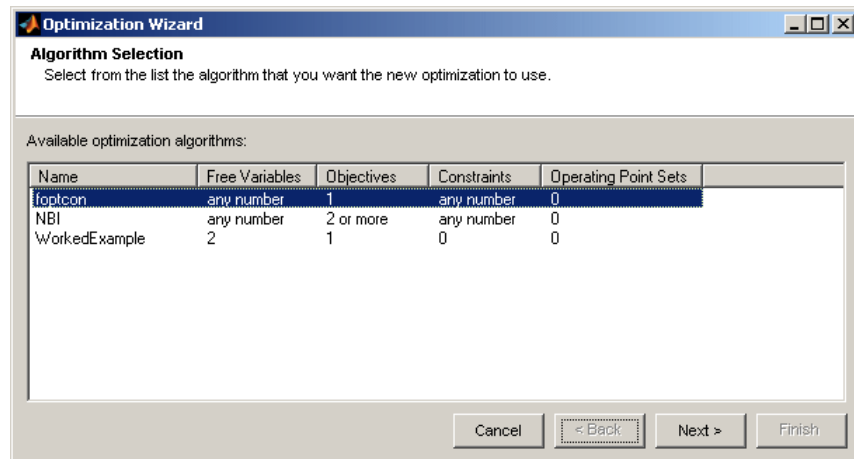 Optimization Wizard
Algorithm Selection
Select from the list the algorithm that you want the new optimization to use.
Available optimization algorithms:
Name Free Variables Objectives Constraints Operating Point Sets
foptcon any number 1 any number 0
NBI any number 2 or more any number 0
WorkedExample 2 1 0 0
Cancel < Back Next > Finish